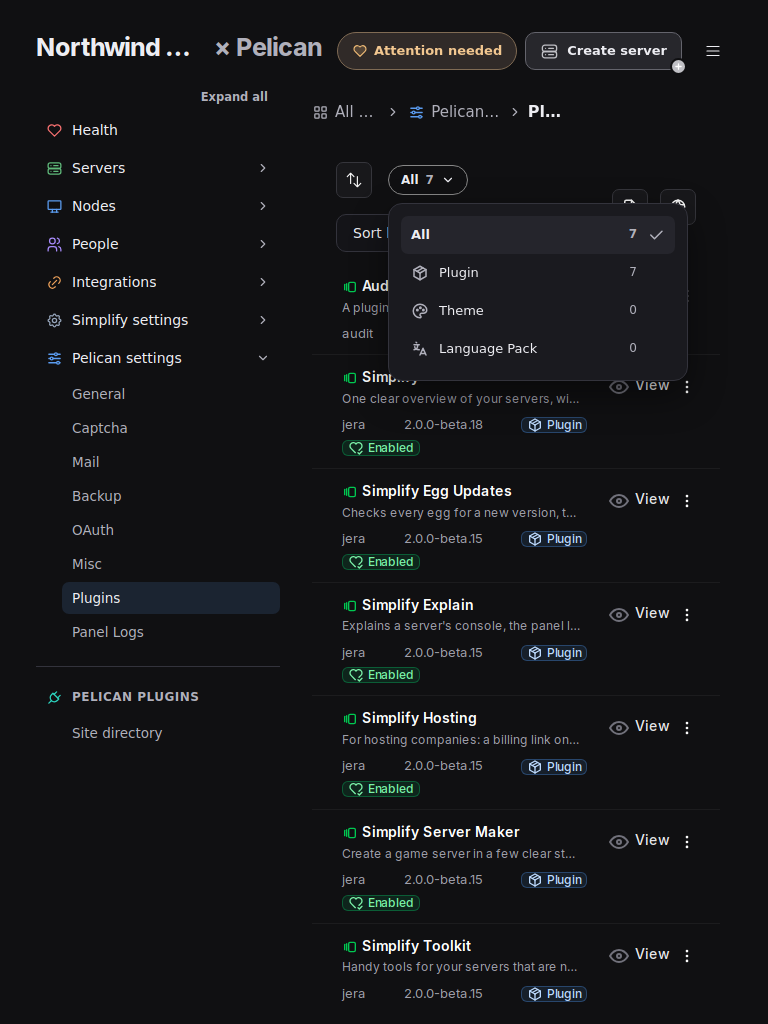 Northwind ... × Pelican
Attention needed
Create server
Expand all
All ... > Pelican... > Pl...
Health
Servers
Nodes
People
Integrations
Simplify settings
Pelican settings
General
Captcha
Mail
Backup
OAuth
Misc
Plugins
Panel Logs
PELICAN PLUGINS
Site directory
All 7
Sort
All 7
Plugin 7
Theme 0
Language Pack 0
A plugin
audit
View
One clear overview of your servers, wi...
jera 2.0.0-beta.18 Plugin
Enabled
Simplify Egg Updates
View
Checks every egg for a new version, t...
jera 2.0.0-beta.15 Plugin
Enabled
Simplify Explain
View
Explains a server's console, the panel l...
jera 2.0.0-beta.15 Plugin
Enabled
Simplify Hosting
View
For hosting companies: a billing link on...
jera 2.0.0-beta.15 Plugin
Enabled
Simplify Server Maker
View
Create a game server in a few clear st...
jera 2.0.0-beta.15 Plugin
Enabled
Simplify Toolkit
View
Handy tools for your servers that are n...
jera 2.0.0-beta.15 Plugin